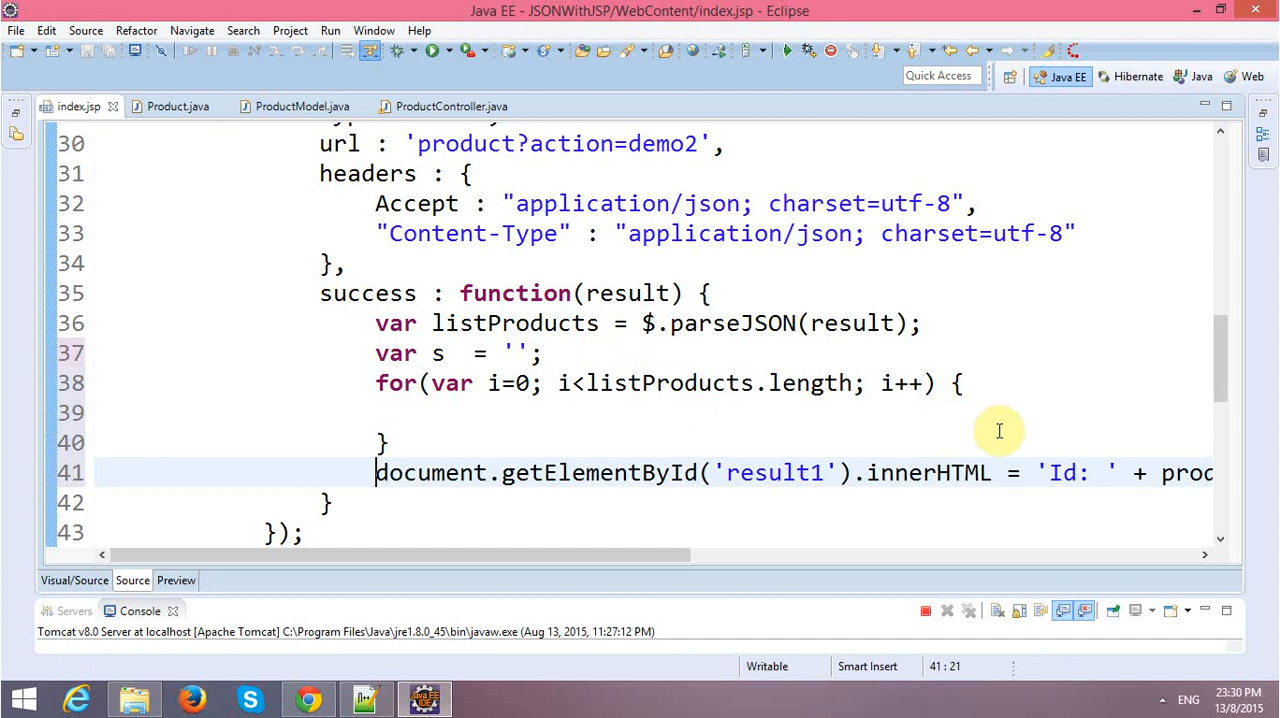 Java EE - JSONWithJSP/WebContent/index.jsp - Eclipse
File Edit Source Refactor Navigate Search Project Run Window Help
Quick Access Java EE Hibernate Java Web
index.jsp Product.java ProductModel.java ProductController.java
30 url : 'product?action=demo2',
31 headers : {
32 Accept : "application/json; charset=utf-8",
33 "Content-Type" : "application/json; charset=utf-8"
34 },
35 success : function(result) {
36 var listProducts = $.parseJSON(result);
37 var s  = '';
38 for(var i=0; i<listProducts.length; i++) {
39
40 }
41 document.getElementById('result1').innerHTML = 'Id: ' + prod
42 }
43 });
Visual/Source Source Preview
Servers Console
Tomcat v8.0 Server at localhost [Apache Tomcat] C:\Program Files\Java\jre1.8.0_45\bin\javaw.exe (Aug 13, 2015, 11:27:12 PM)
Writable Smart Insert 41 : 21
ENG 23:30 PM
13/8/2015